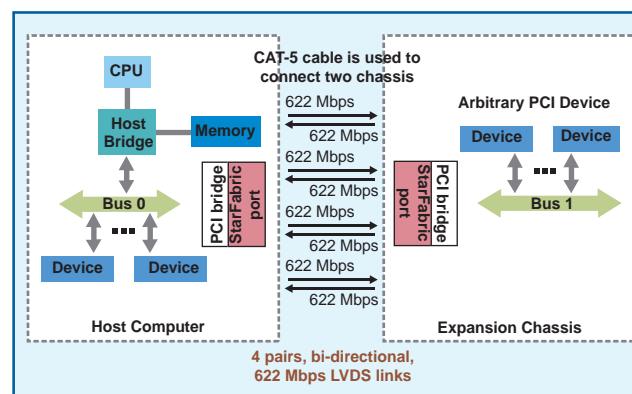 CAT-5 cable is used to
connect two chassis
CPU
Host
Bridge
Memory
Bus 0
Device
Device
PCI bridge
StarFabric
port
Host Computer
622 Mbps
622 Mbps
622 Mbps
622 Mbps
622 Mbps
622 Mbps
622 Mbps
622 Mbps
Arbitrary PCI Device
Device
Device
StarFabric
port
PCI bridge
Bus 1
Expansion Chassis
4 pairs, bi-directional,
622 Mbps LVDS links